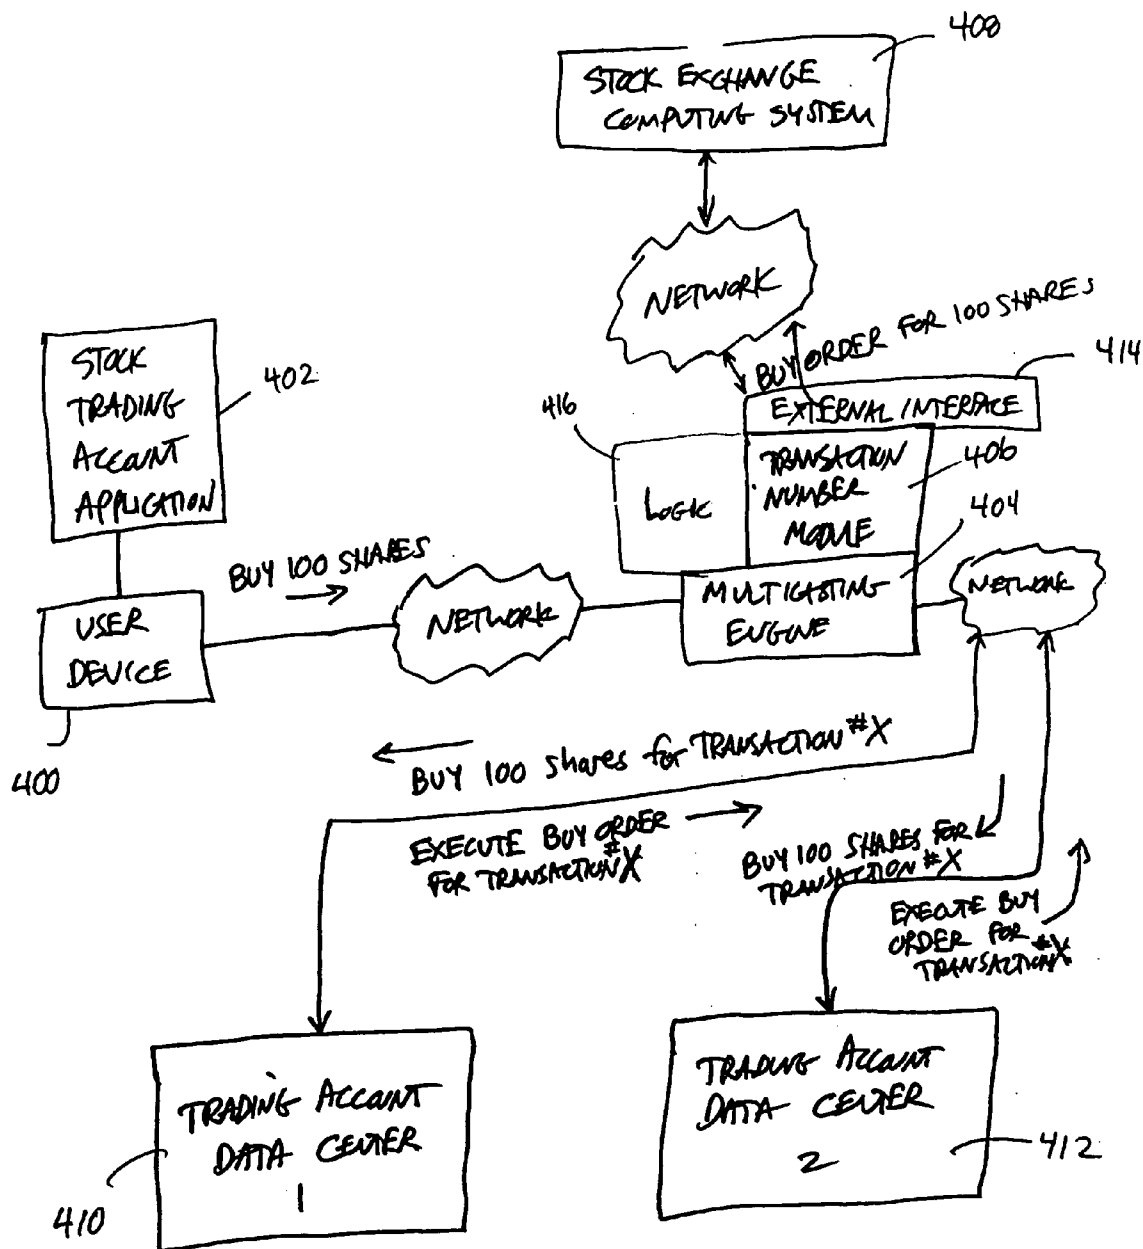 408
STOCK EXCHANGE
COMPUTING SYSTEM
NETWORK
BUY ORDER FOR 100 SHARES
414
EXTERNAL INTERFACE
STOCK
TRADING
ACCOUNT
APPLICATION
402
416
LOGIC
TRANSACTION
NUMBER
MODULE
406
404
BUY 100 SHARES
NETWORK
MULTICASTING
ENGINE
NETWORK
USER
DEVICE
400
BUY 100 Shares for TRANSACTION #X
EXECUTE BUY ORDER
FOR TRANSACTION #X
BUY 100 SHARES FOR
TRANSACTION #X
EXECUTE BUY
ORDER FOR
TRANSACTION #X
TRADING ACCOUNT
DATA CENTER
1
410
TRADING ACCOUNT
DATA CENTER
2
412